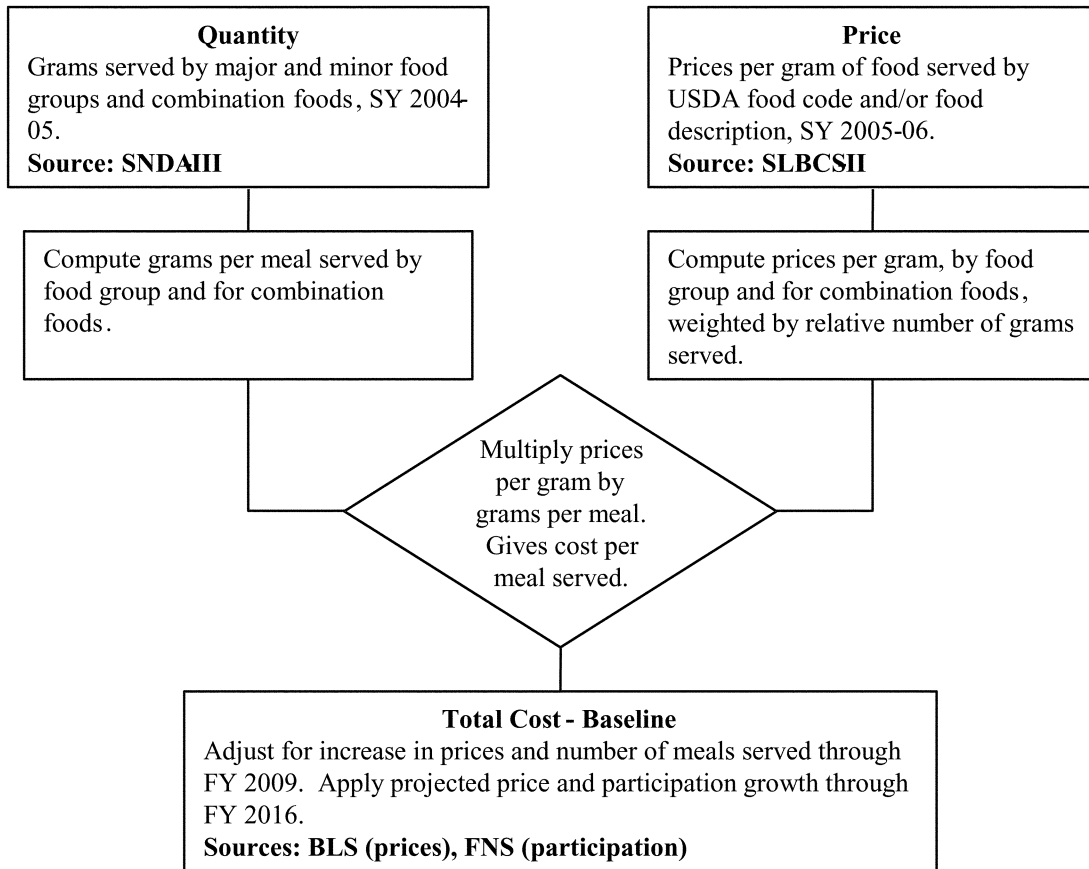 Quantity
Grams served by major and minor food
groups and combination foods, SY 2004-
05.
Source: SNDAIII
Price
Prices per gram of food served by
USDA food code and/or food
description, SY 2005-06.
Source: SLBCSII
Compute grams per meal served by
food group and for combination
foods.
Compute prices per gram, by food
group and for combination foods,
weighted by relative number of grams
served.
Multiply prices
per gram by
grams per meal.
Gives cost per
meal served.
Total Cost - Baseline
Adjust for increase in prices and number of meals served through
FY 2009. Apply projected price and participation growth through
FY 2016.
Sources: BLS (prices), FNS (participation)